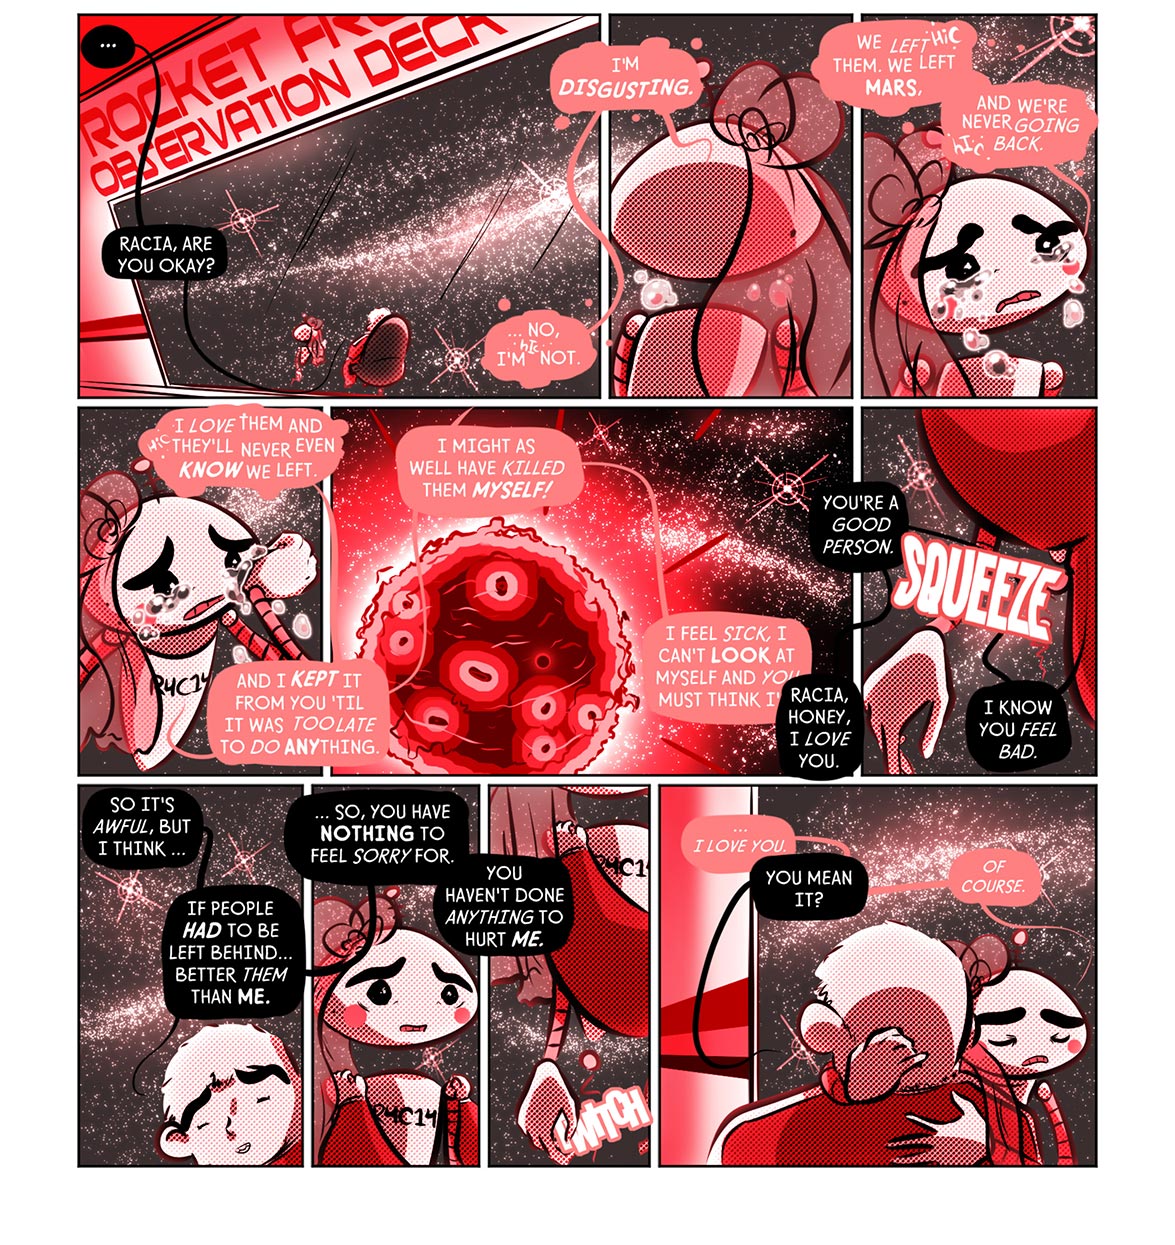 ...
ROCKET
OBSERVATION DECK
RACIA, ARE
YOU OKAY?
... NO,
hic
I'M NOT.
I'M
DISGUSTING.
WE LEFT HiC
THEM. WE LEFT
MARS,
AND WE'RE
NEVER GOING
hic. BACK.
I LOVE THEM AND
HiC THEY'LL NEVER EVEN
KNOW WE LEFT.
R4C14
AND I KEPT IT
FROM YOU 'TIL
IT WAS TOO LATE
TO DO ANYTHING.
I MIGHT AS
WELL HAVE KILLED
THEM MYSELF!
I FEEL SICK, I
CAN'T LOOK AT
MYSELF AND YOU
MUST THINK I'
RACIA,
HONEY,
I LOVE
YOU.
YOU'RE A
GOOD
PERSON.
SQUEEZE
I KNOW
YOU FEEL
BAD.
SO IT'S
AWFUL, BUT
I THINK ...
IF PEOPLE
HAD TO BE
LEFT BEHIND...
BETTER THEM
THAN ME.
... SO, YOU HAVE
NOTHING TO
FEEL SORRY FOR.
R4C14
YOU
HAVEN'T DONE
ANYTHING TO
HURT ME.
R4C14
TWITCH
...
I LOVE YOU.
YOU MEAN
IT?
OF
COURSE.